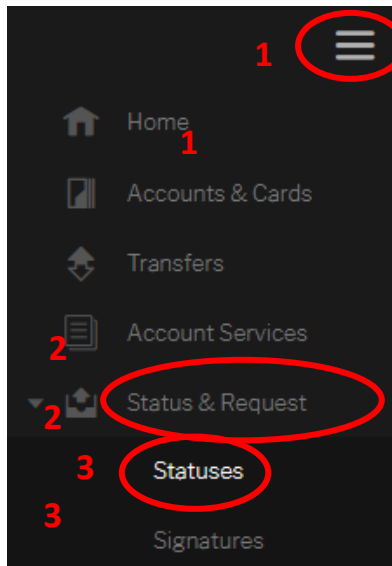 1
Home
1
Accounts & Cards
Transfers
Account Services
2
Status & Request
2
3 Statuses
3
Signatures